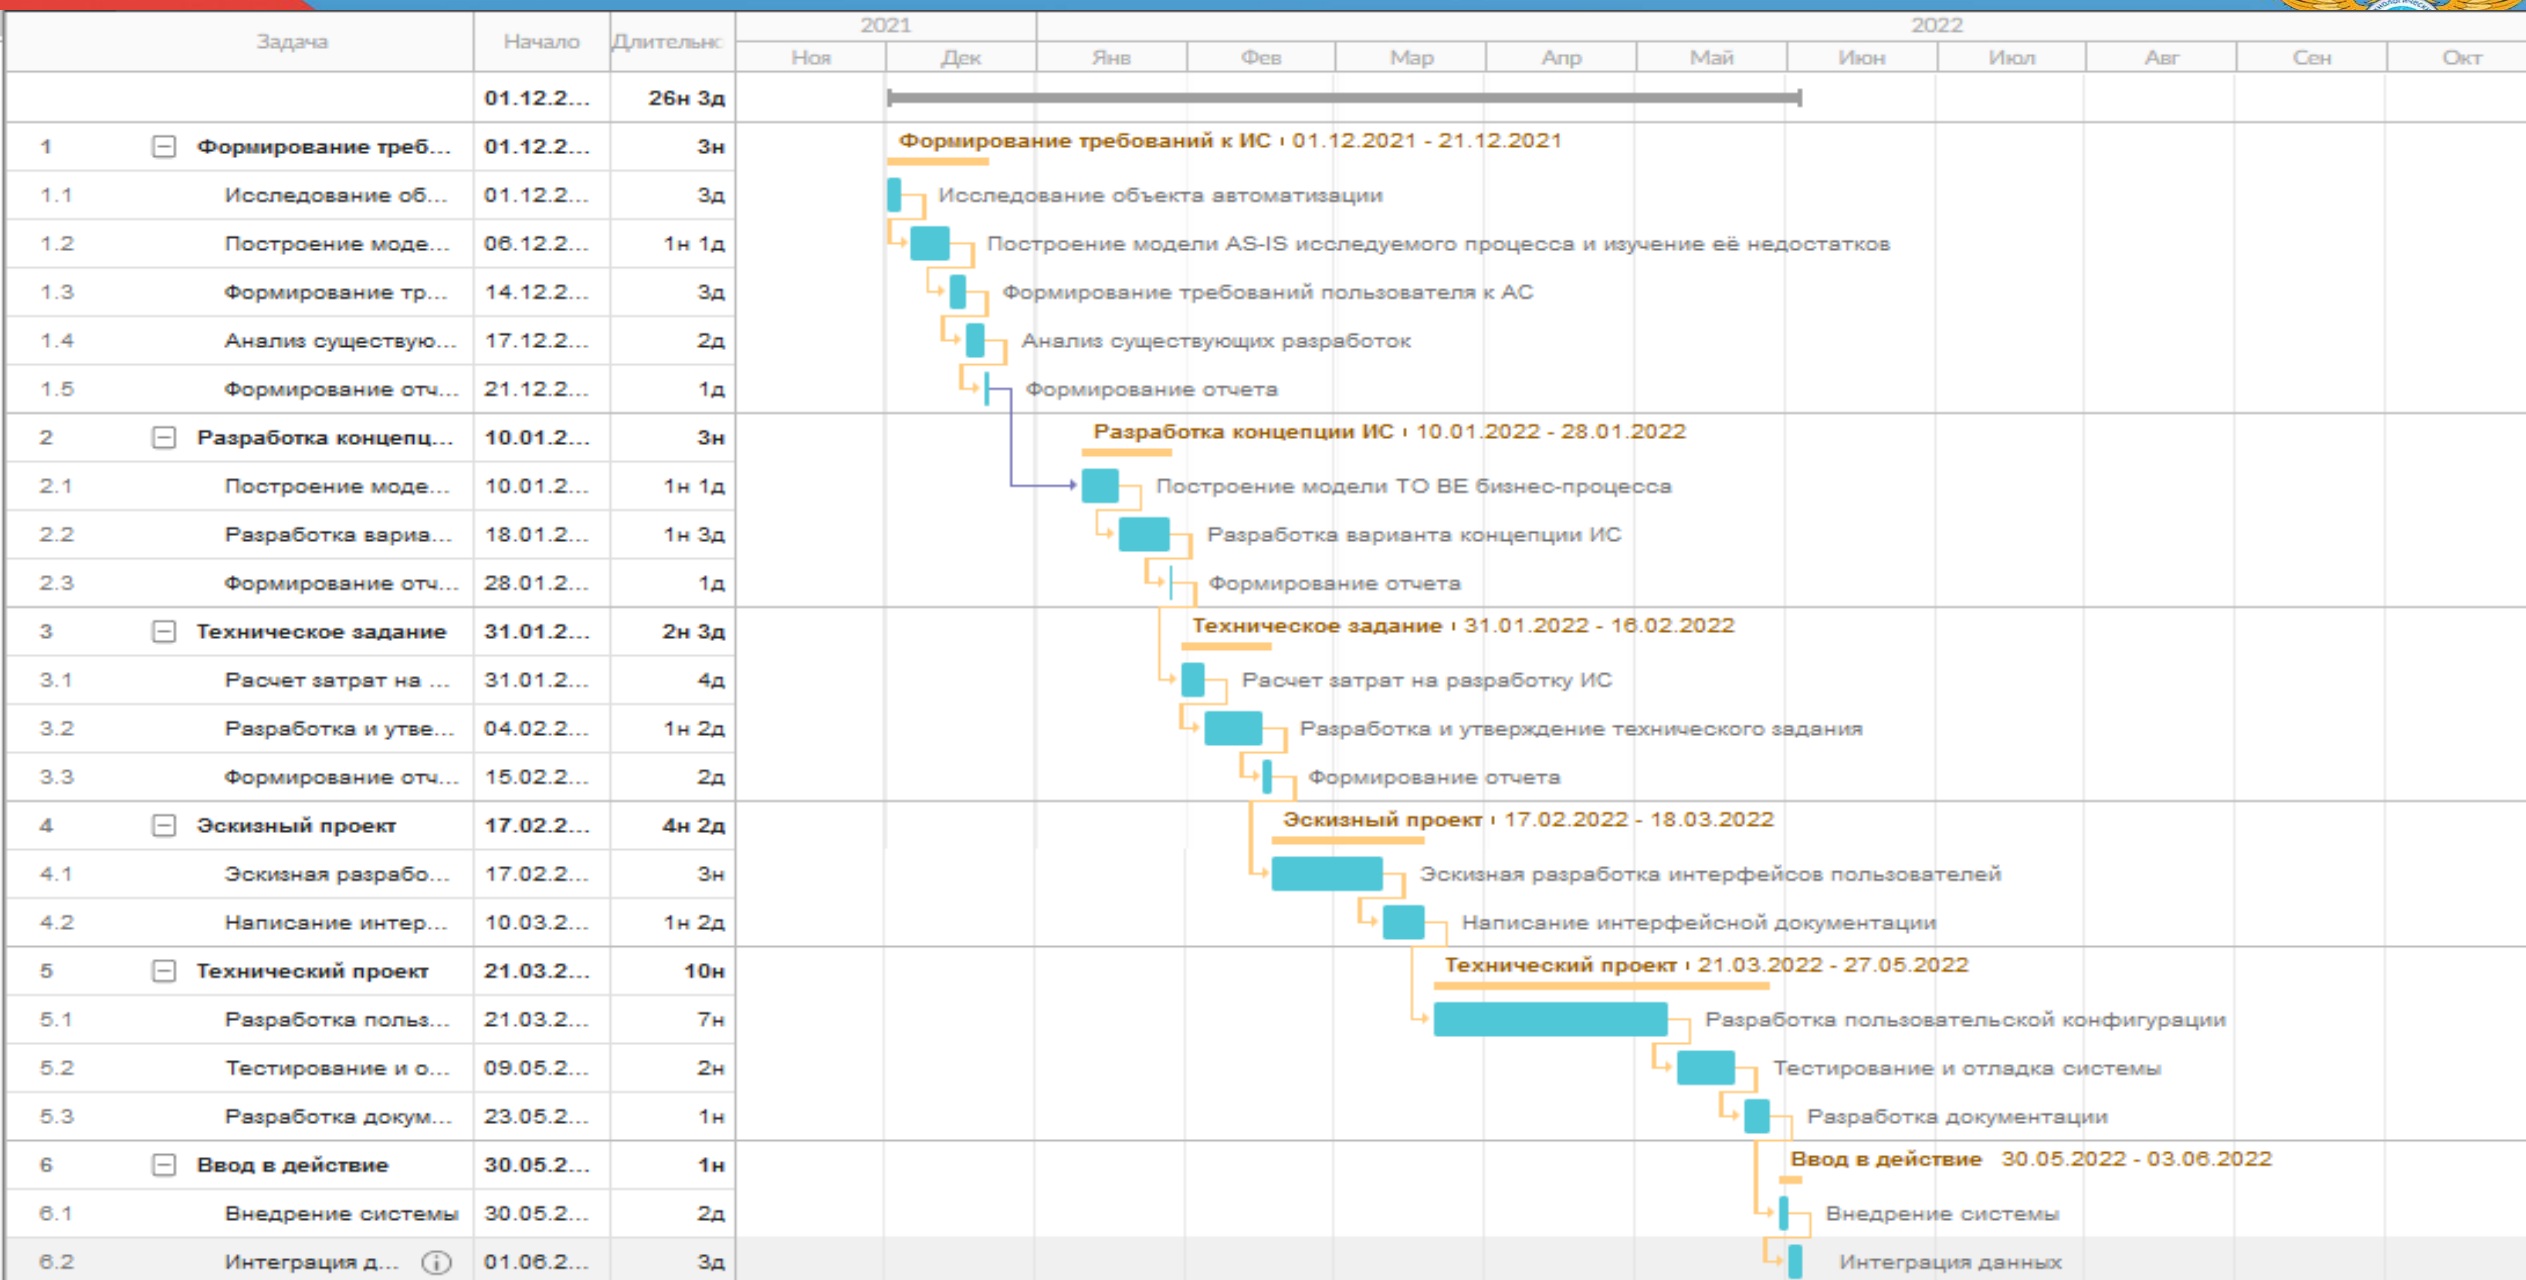 2021 2022
Задача Начало Длительнс
Ноя Дек Янв Фев Мар Апр Май Июн Июл Авг Сен Окт
01.12.2... 26н 3д
1 Формирование треб... 01.12.2... 3н Формирование требований к ИС 01.12.2021 - 21.12.2021
1.1 Исследование об... 01.12.2... 3д Исследование объекта автоматизации
1.2 Построение моде... 06.12.2... 1н 1д Построение модели AS-IS исследуемого процесса и изучение её недостатков
1.3 Формирование тр... 14.12.2... 3д Формирование требований пользователя к АС
1.4 Анализ существую... 17.12.2... 2д Анализ существующих разработок
1.5 Формирование отч... 21.12.2... 1д Формирование отчета
2 Разработка концепц... 10.01.2... 3н Разработка концепции ИС 10.01.2022 - 28.01.2022
2.1 Построение моде... 10.01.2... 1н 1д Построение модели TO BE бизнес-процесса
2.2 Разработка вариа... 18.01.2... 1н 3д Разработка варианта концепции ИС
2.3 Формирование отч... 28.01.2... 1д Формирование отчета
3 Техническое задание 31.01.2... 2н 3д Техническое задание 31.01.2022 - 16.02.2022
3.1 Расчет затрат на ... 31.01.2... 4д Расчет затрат на разработку ИС
3.2 Разработка и утве... 04.02.2... 1н 2д Разработка и утверждение технического задания
3.3 Формирование отч... 15.02.2... 2д Формирование отчета
4 Эскизный проект 17.02.2... 4н 2д Эскизный проект 17.02.2022 - 18.03.2022
4.1 Эскизная разрабо... 17.02.2... 3н Эскизная разработка интерфейсов пользователей
4.2 Написание интер... 10.03.2... 1н 2д Написание интерфейсной документации
5 Технический проект 21.03.2... 10н Технический проект 21.03.2022 - 27.05.2022
5.1 Разработка польз... 21.03.2... 7н Разработка пользовательской конфигурации
5.2 Тестирование и о... 09.05.2... 2н Тестирование и отладка системы
5.3 Разработка докум... 23.05.2... 1н Разработка документации
6 Ввод в действие 30.05.2... 1н Ввод в действие 30.05.2022 - 03.06.2022
6.1 Внедрение системы 30.05.2... 2д Внедрение системы
6.2 Интеграция д... 01.06.2... 3д Интеграция данных